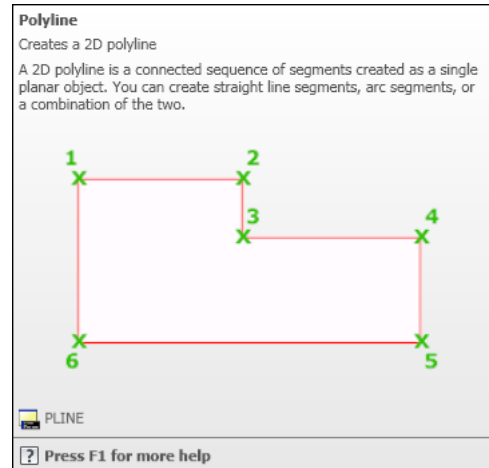 Polyline
Creates a 2D polyline
A 2D polyline is a connected sequence of segments created as a single
planar object. You can create straight line segments, arc segments, or
a combination of the two.
1 2
3 4
6 5
PLINE
? Press F1 for more help